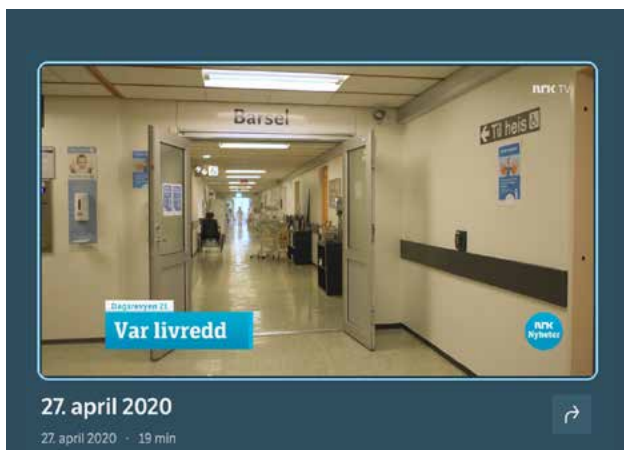 nrk TV
Barsel
Til heis
Dagsrevyen 21
Var livredd
nrk
Nyheter
27. april 2020
27. april 2020 · 19 min